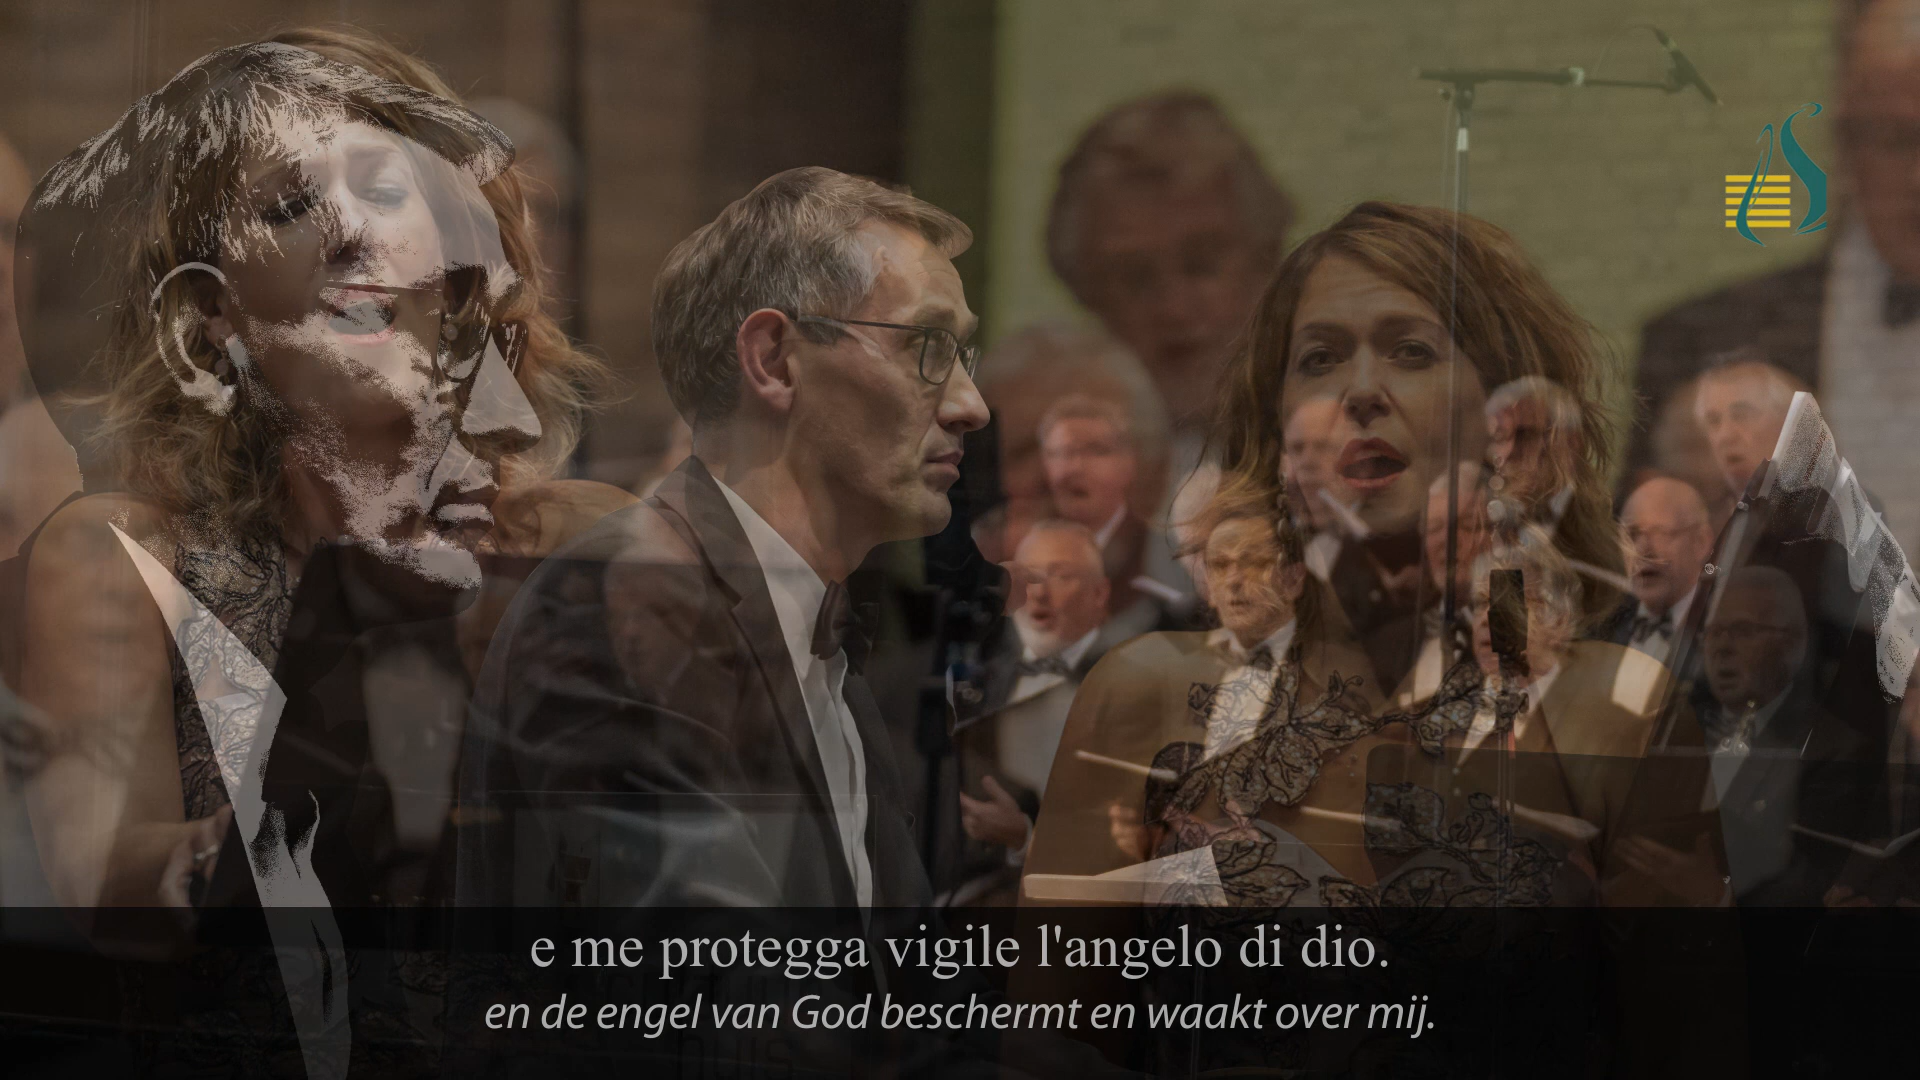 e me protegga vigile l'angelo di dio.
en de engel van God beschermt en waakt over mij.